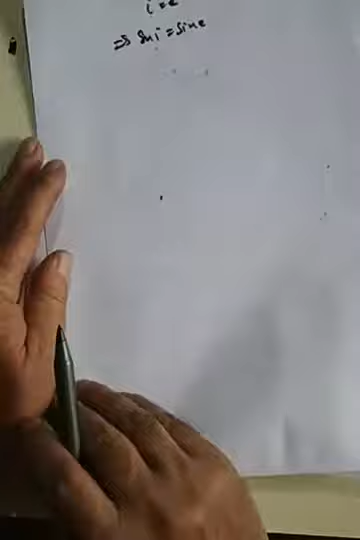 i = e
⇒ sin i = sin e